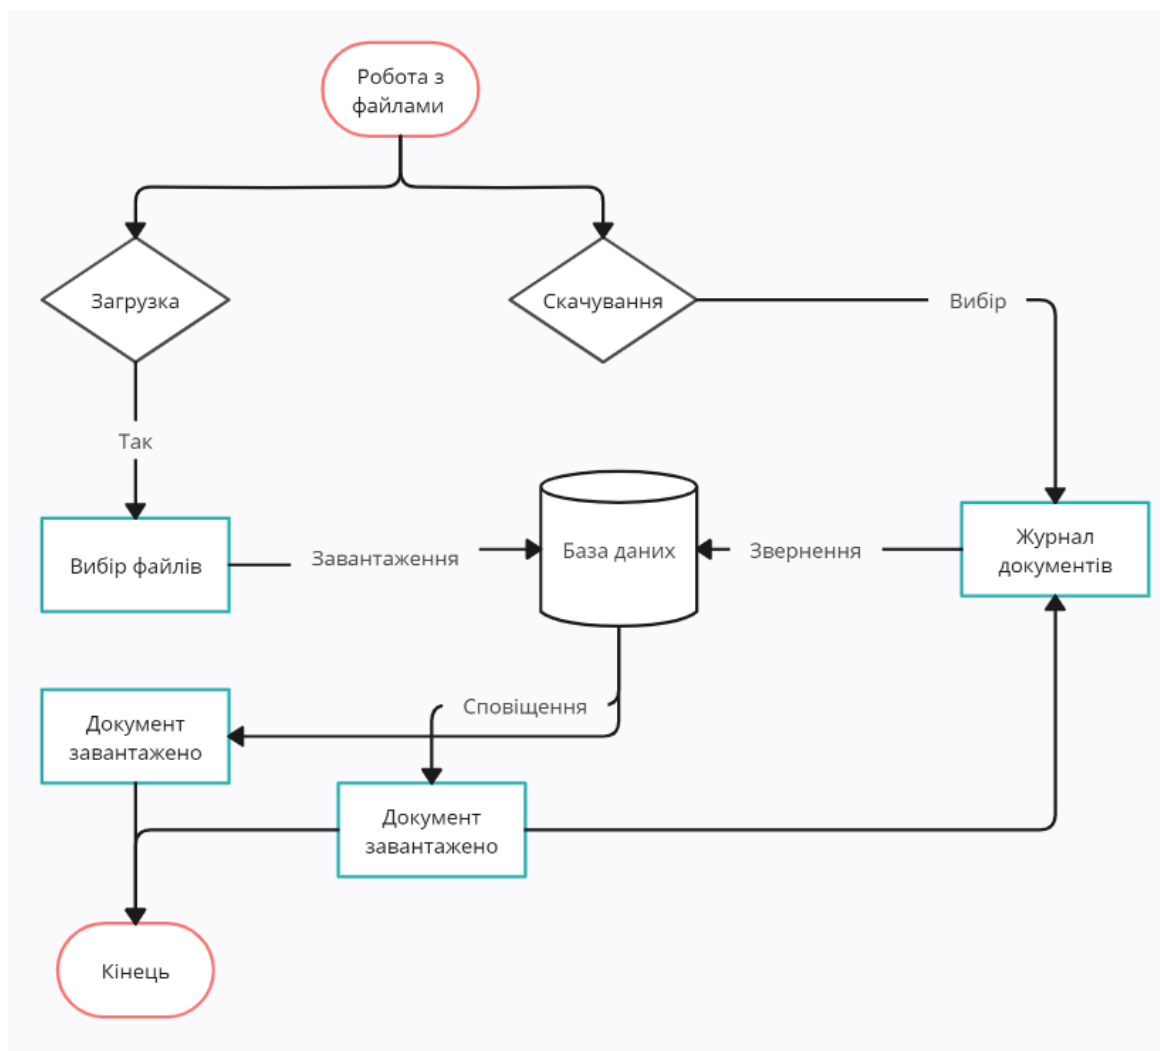 Робота з
файлами
Загрузка
Скачування
Вибір
Так
Вибір файлів
Завантаження
База даних
Звернення
Журнал
документів
Сповіщення
Документ
завантажено
Документ
завантажено
Кінець